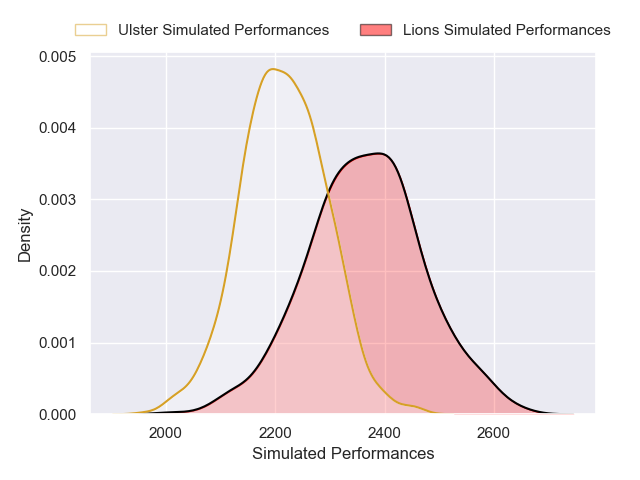 Ulster Simulated Performances
Lions Simulated Performances
0.005
0.004
0.003
0.002
0.001
0.000
Density
2000
2200
2400
2600
Simulated Performances